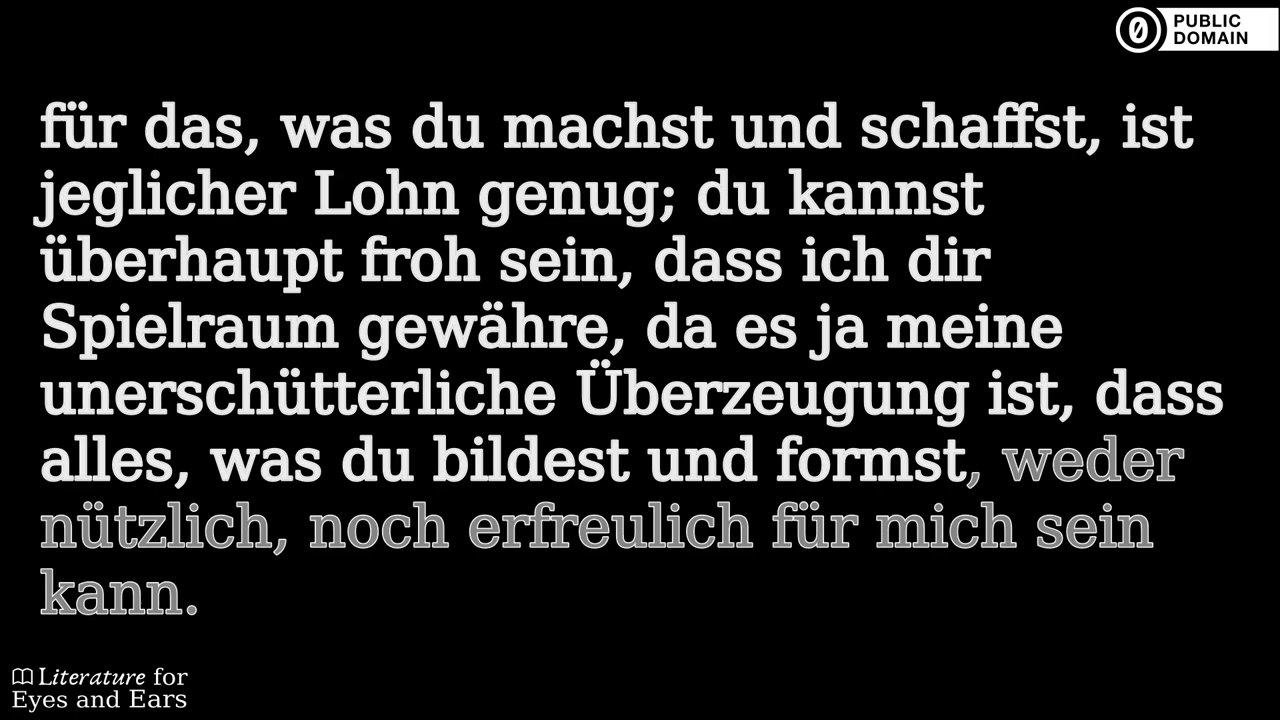 PUBLIC
DOMAIN
für das, was du machst und schaffst, ist
jeglicher Lohn genug; du kannst
überhaupt froh sein, dass ich dir
Spielraum gewähre, da es ja meine
unerschütterliche Überzeugung ist, dass
alles, was du bildest und formst, weder
nützlich, noch erfreulich für mich sein
kann.
Literature for
Eyes and Ears